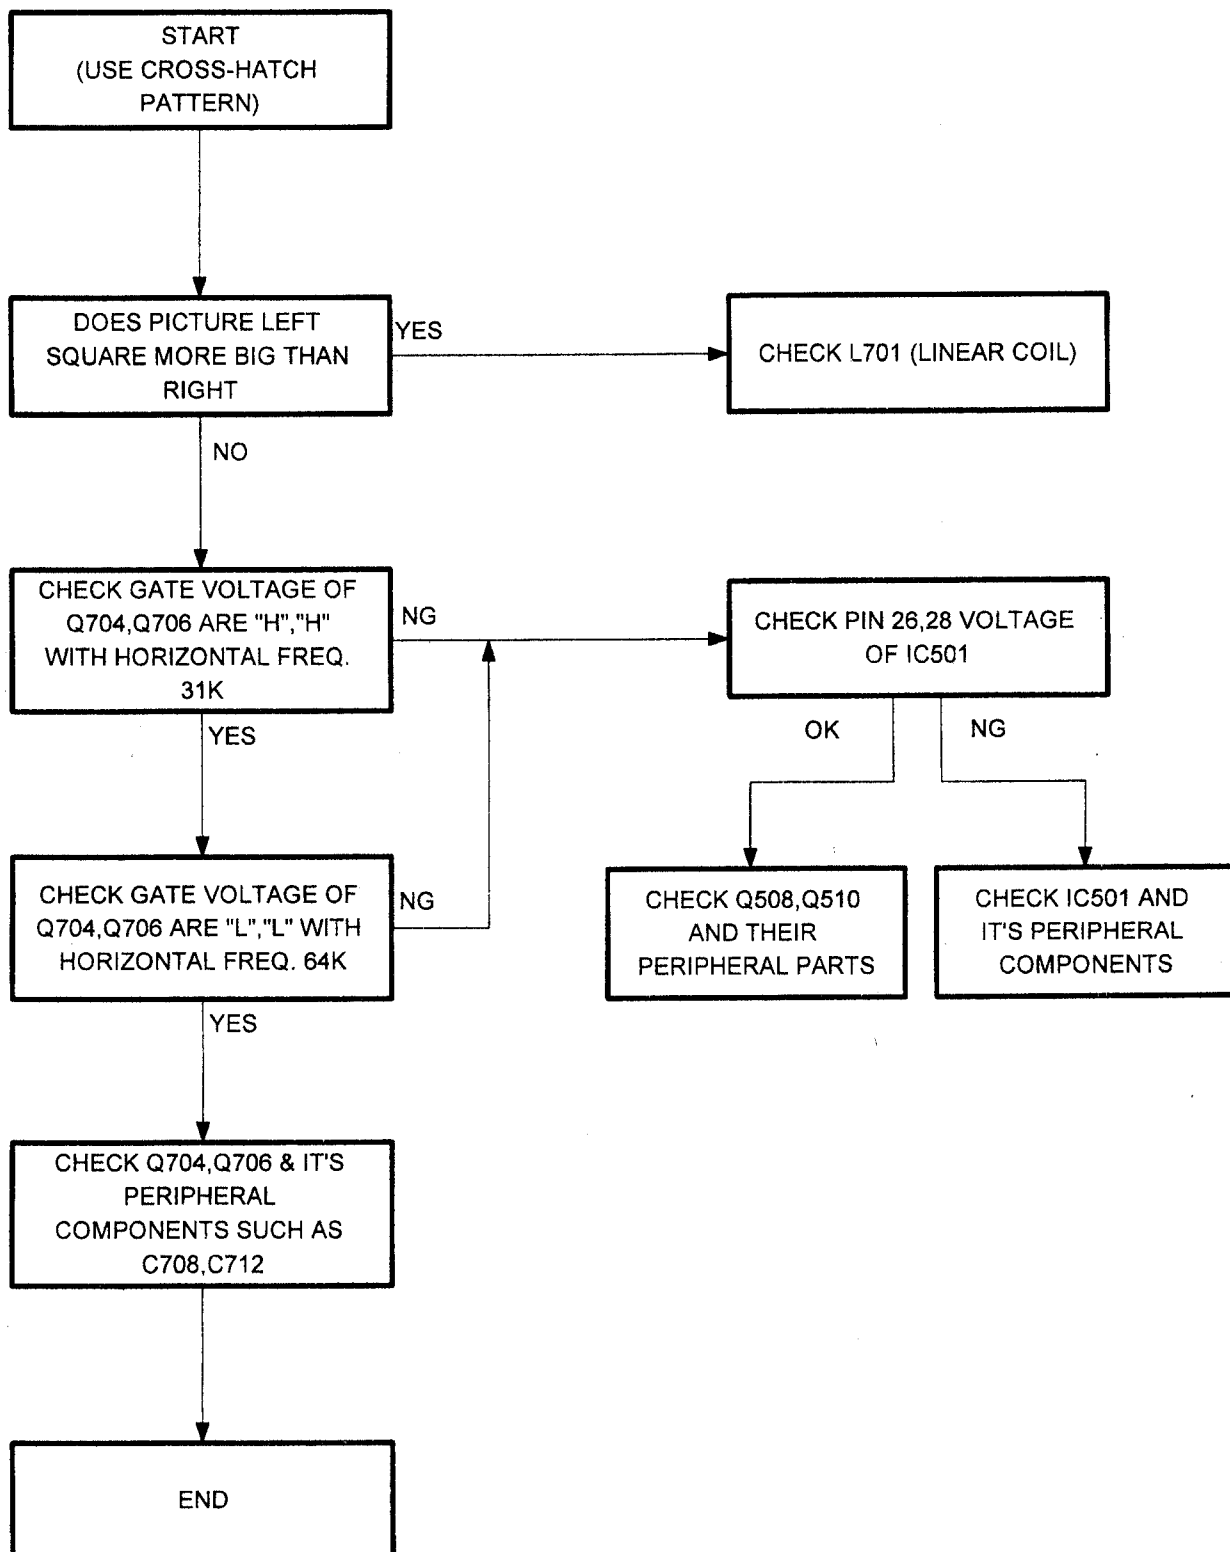 START
(USE CROSS-HATCH
PATTERN)
DOES PICTURE LEFT
SQUARE MORE BIG THAN
RIGHT
YES
CHECK L701 (LINEAR COIL)
NO
CHECK GATE VOLTAGE OF
Q704,Q706 ARE "H","H"
WITH HORIZONTAL FREQ.
31K
NG
CHECK PIN 26,28 VOLTAGE
OF IC501
YES
OK
NG
CHECK GATE VOLTAGE OF
Q704,Q706 ARE "L","L" WITH
HORIZONTAL FREQ. 64K
NG
CHECK Q508,Q510
AND THEIR
PERIPHERAL PARTS
CHECK IC501 AND
IT'S PERIPHERAL
COMPONENTS
YES
CHECK Q704,Q706 & IT'S
PERIPHERAL
COMPONENTS SUCH AS
C708,C712
END